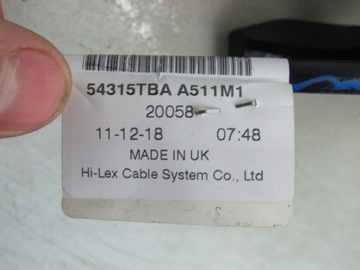 54315TBA A511M1
20058
11-12-18 07:48
MADE IN UK
Hi-Lex Cable System Co., Ltd